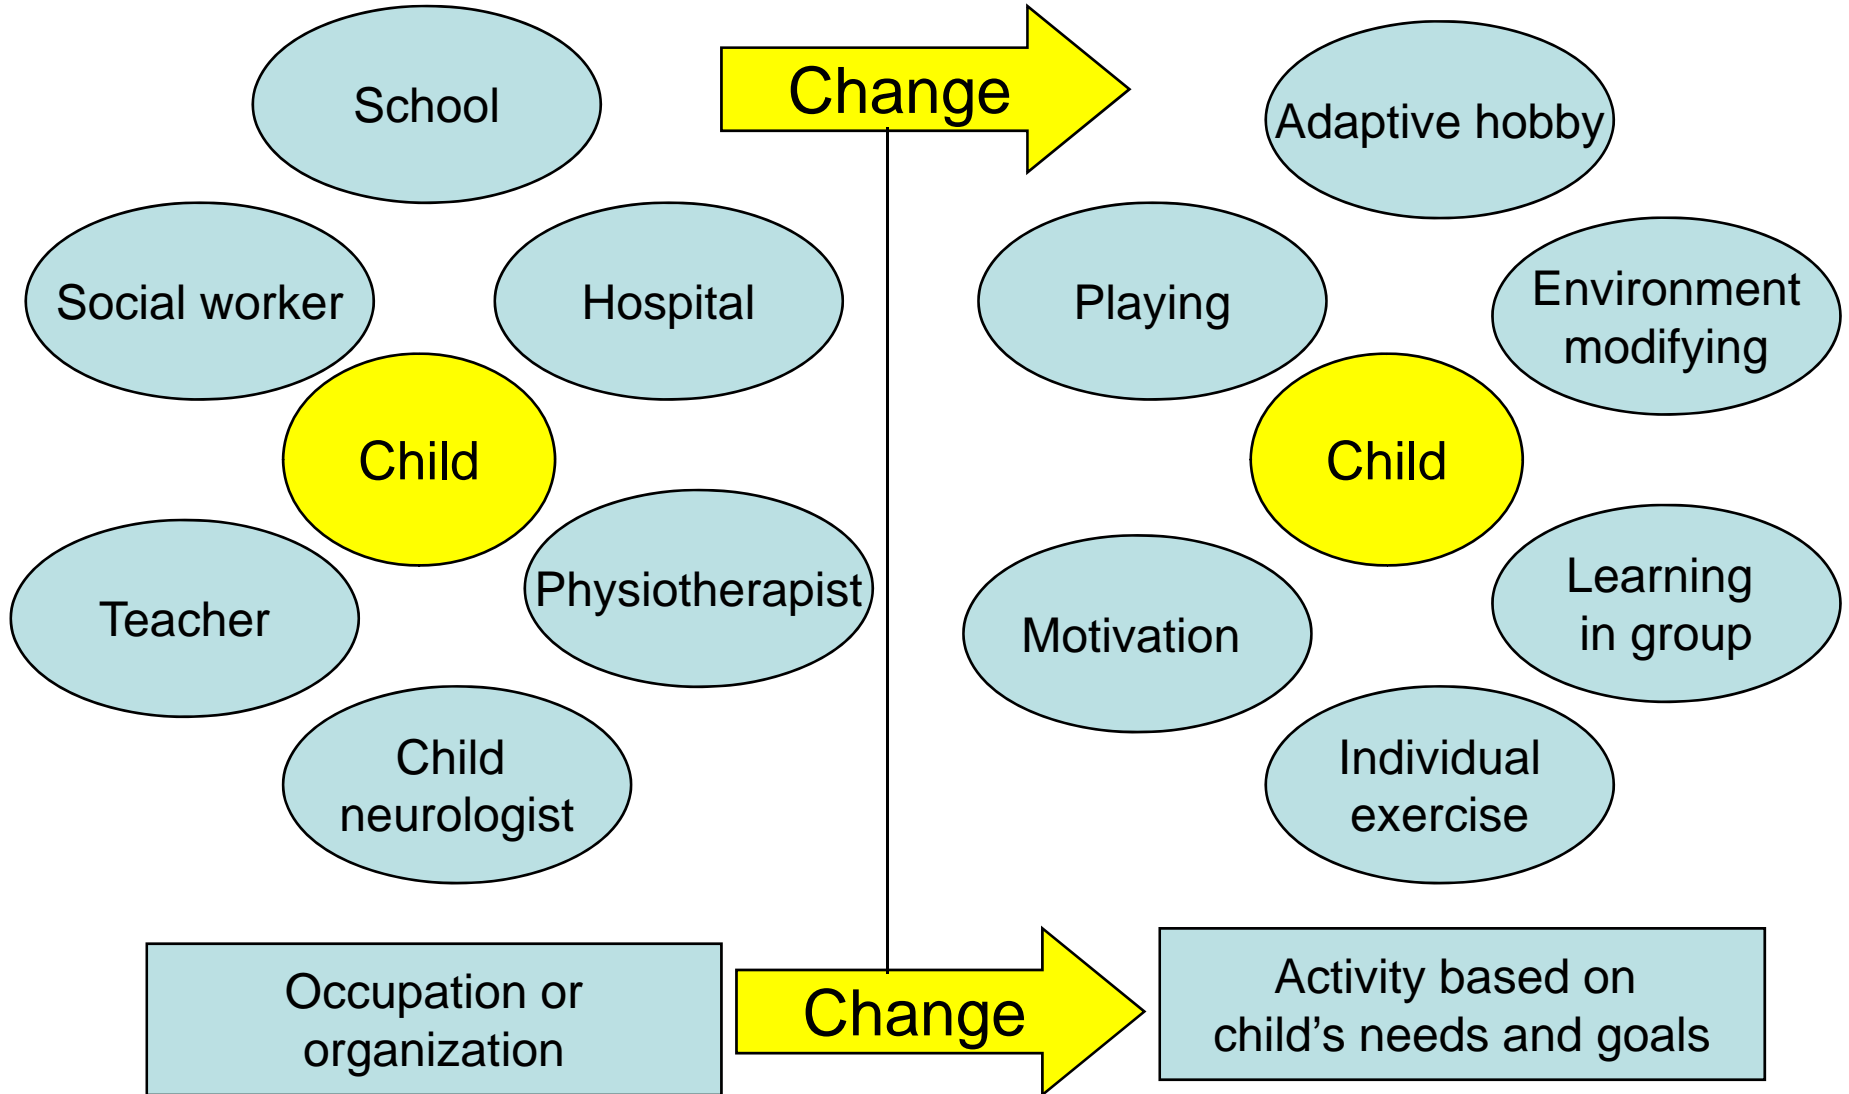 School
Change
Adaptive hobby
Social worker
Hospital
Playing
Environment
modifying
Child
Child
Teacher
Physiotherapist
Motivation
Learning
in group
Child
neurologist
Individual
exercise
Occupation or
organization
Change
Activity based on
child’s needs and goals